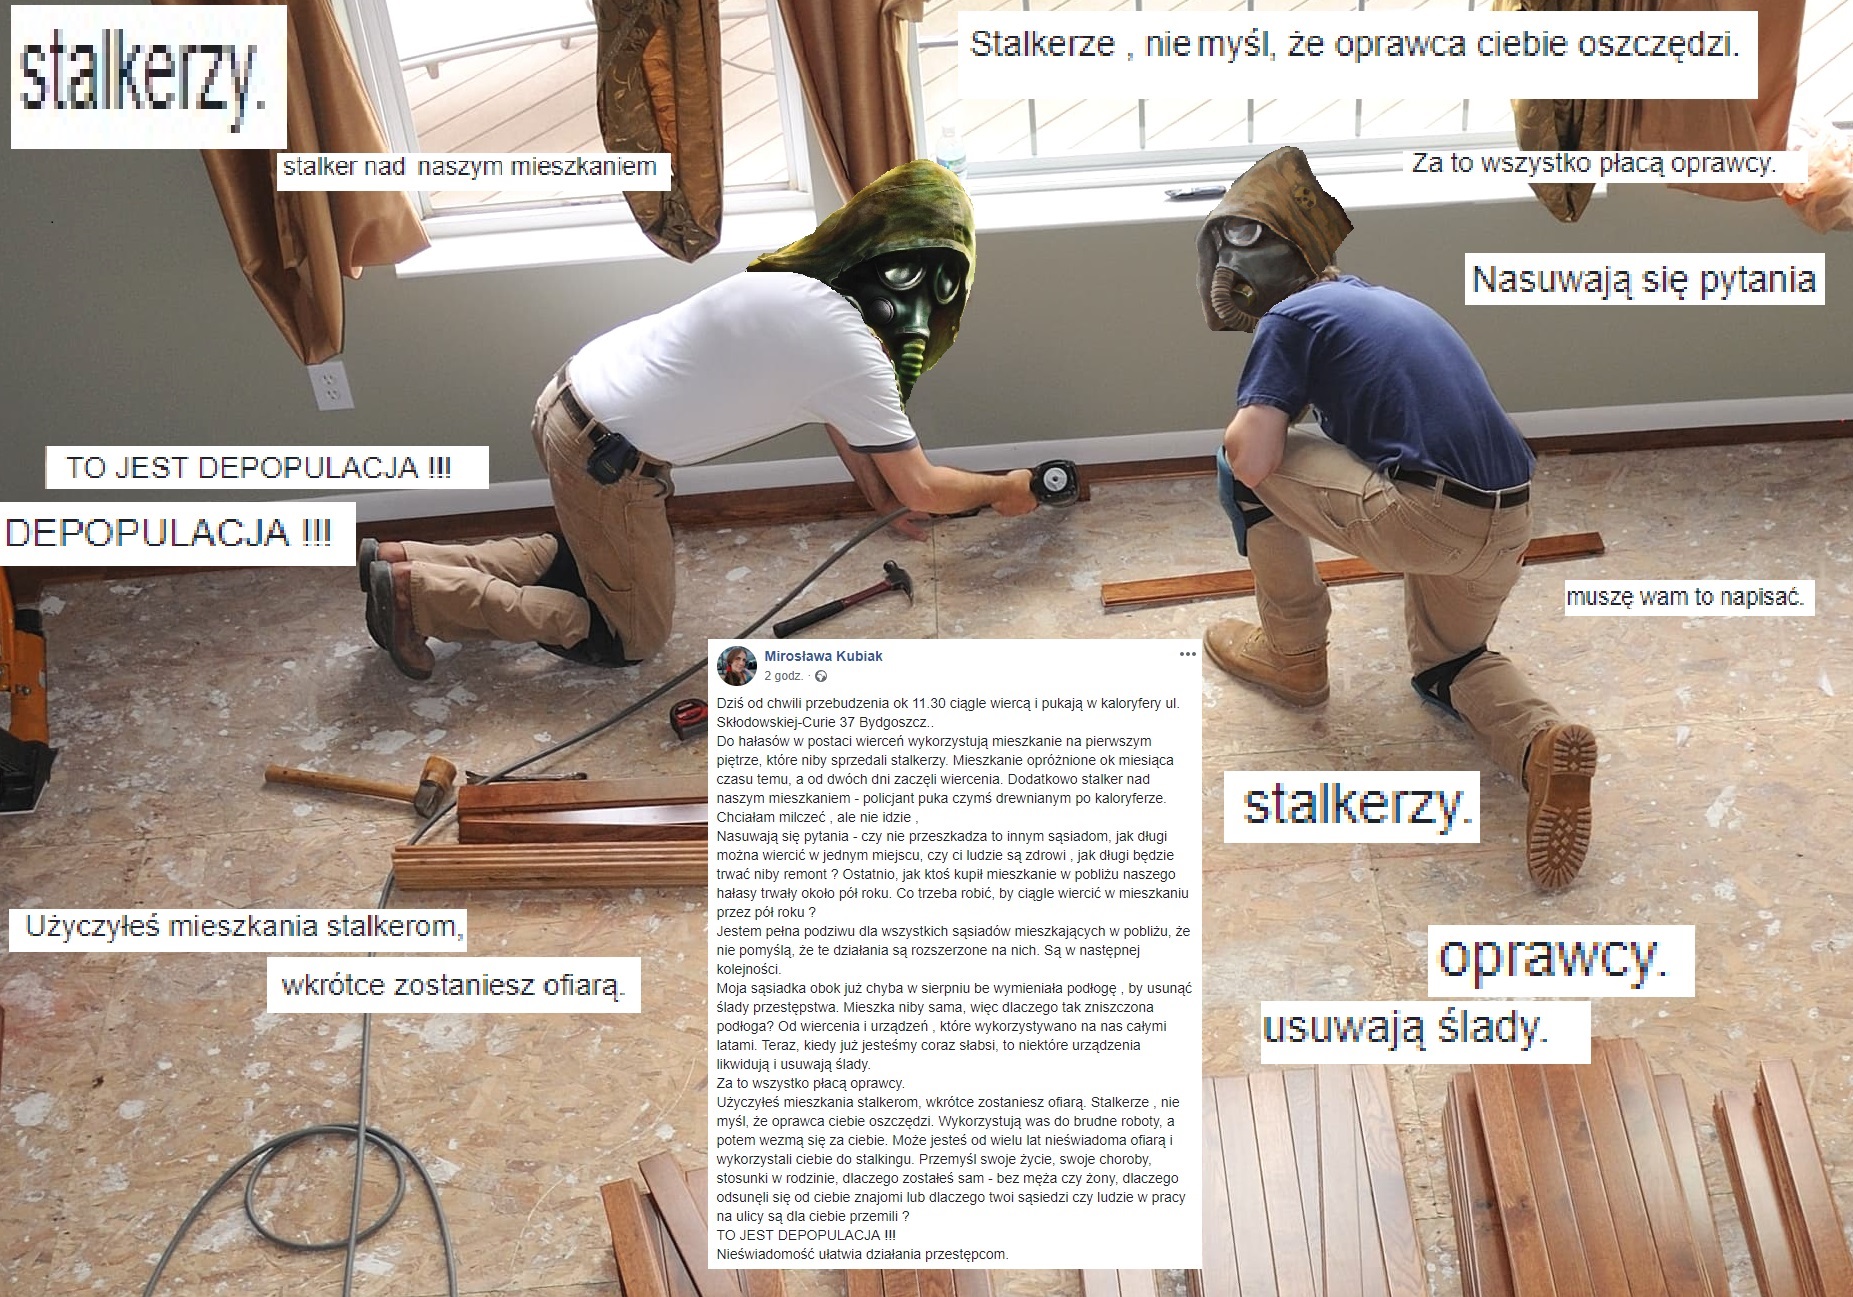 stalkerzy.
Stalkerze , nie myśl, że oprawca ciebie oszczędzi.
stalker nad naszym mieszkaniem
Za to wszystko płacą oprawcy.
Nasuwają się pytania
TO JEST DEPOPULACJA !!!
DEPOPULACJA !!!
muszę wam to napisać.
Mirosława Kubiak
2 godz. ·
Dziś od chwili przebudzenia ok 11.30 ciągle wiercą i pukają w kaloryfery ul.
Skłodowskiej-Curie 37 Bydgoszcz..
Do hałasów w postaci wierceń wykorzystują mieszkanie na pierwszym
piętrze, które niby sprzedali stalkerzy. Mieszkanie opróżnione ok miesiąca
czasu temu, a od dwóch dni zaczęli wiercenia. Dodatkowo stalker nad
naszym mieszkaniem - policjant puka czymś drewnianym po kaloryferze.
Chciałam milczeć , ale nie idzie ,
Nasuwają się pytania - czy nie przeszkadza to innym sąsiadom, jak długi
można wiercić w jednym miejscu, czy ci ludzie są zdrowi , jak długi będzie
trwać niby remont ? Ostatnio, jak ktoś kupił mieszkanie w pobliżu naszego
hałasy trwały około pół roku. Co trzeba robić, by ciągle wiercić w mieszkaniu
przez pół roku ?
Jestem pełna podziwu dla wszystkich sąsiadów mieszkających w pobliżu, że
nie pomyślą, że te działania są rozszerzone na nich. Są w następnej
kolejności.
Moja sąsiadka obok już chyba w sierpniu be wymieniała podłogę , by usunąć
ślady przestępstwa. Mieszka niby sama, więc dlaczego tak zniszczona
podłoga? Od wiercenia i urządzeń , które wykorzystywano na nas całymi
latami. Teraz, kiedy już jesteśmy coraz słabsi, to niektóre urządzenia
likwidują i usuwają ślady.
Za to wszystko płacą oprawcy.
Użyczyłeś mieszkania stalkerom, wkrótce zostaniesz ofiarą. Stalkerze , nie
myśl, że oprawca ciebie oszczędzi. Wykorzystują was do brudne roboty, a
potem wezmą się za ciebie. Może jesteś od wielu lat nieświadoma ofiarą i
wykorzystali ciebie do stalkingu. Przemyśl swoje życie, swoje choroby,
stosunki w rodzinie, dlaczego zostałeś sam - bez męża czy żony, dlaczego
odsunęli się od ciebie znajomi lub dlaczego twoi sąsiedzi czy ludzie w pracy
na ulicy są dla ciebie przemili ?
TO JEST DEPOPULACJA !!!
Nieświadomość ułatwia działania przestępcom.
stalkerzy.
Użyczyłeś mieszkania stalkerom,
wkrótce zostaniesz ofiarą.
oprawcy.
usuwają ślady.